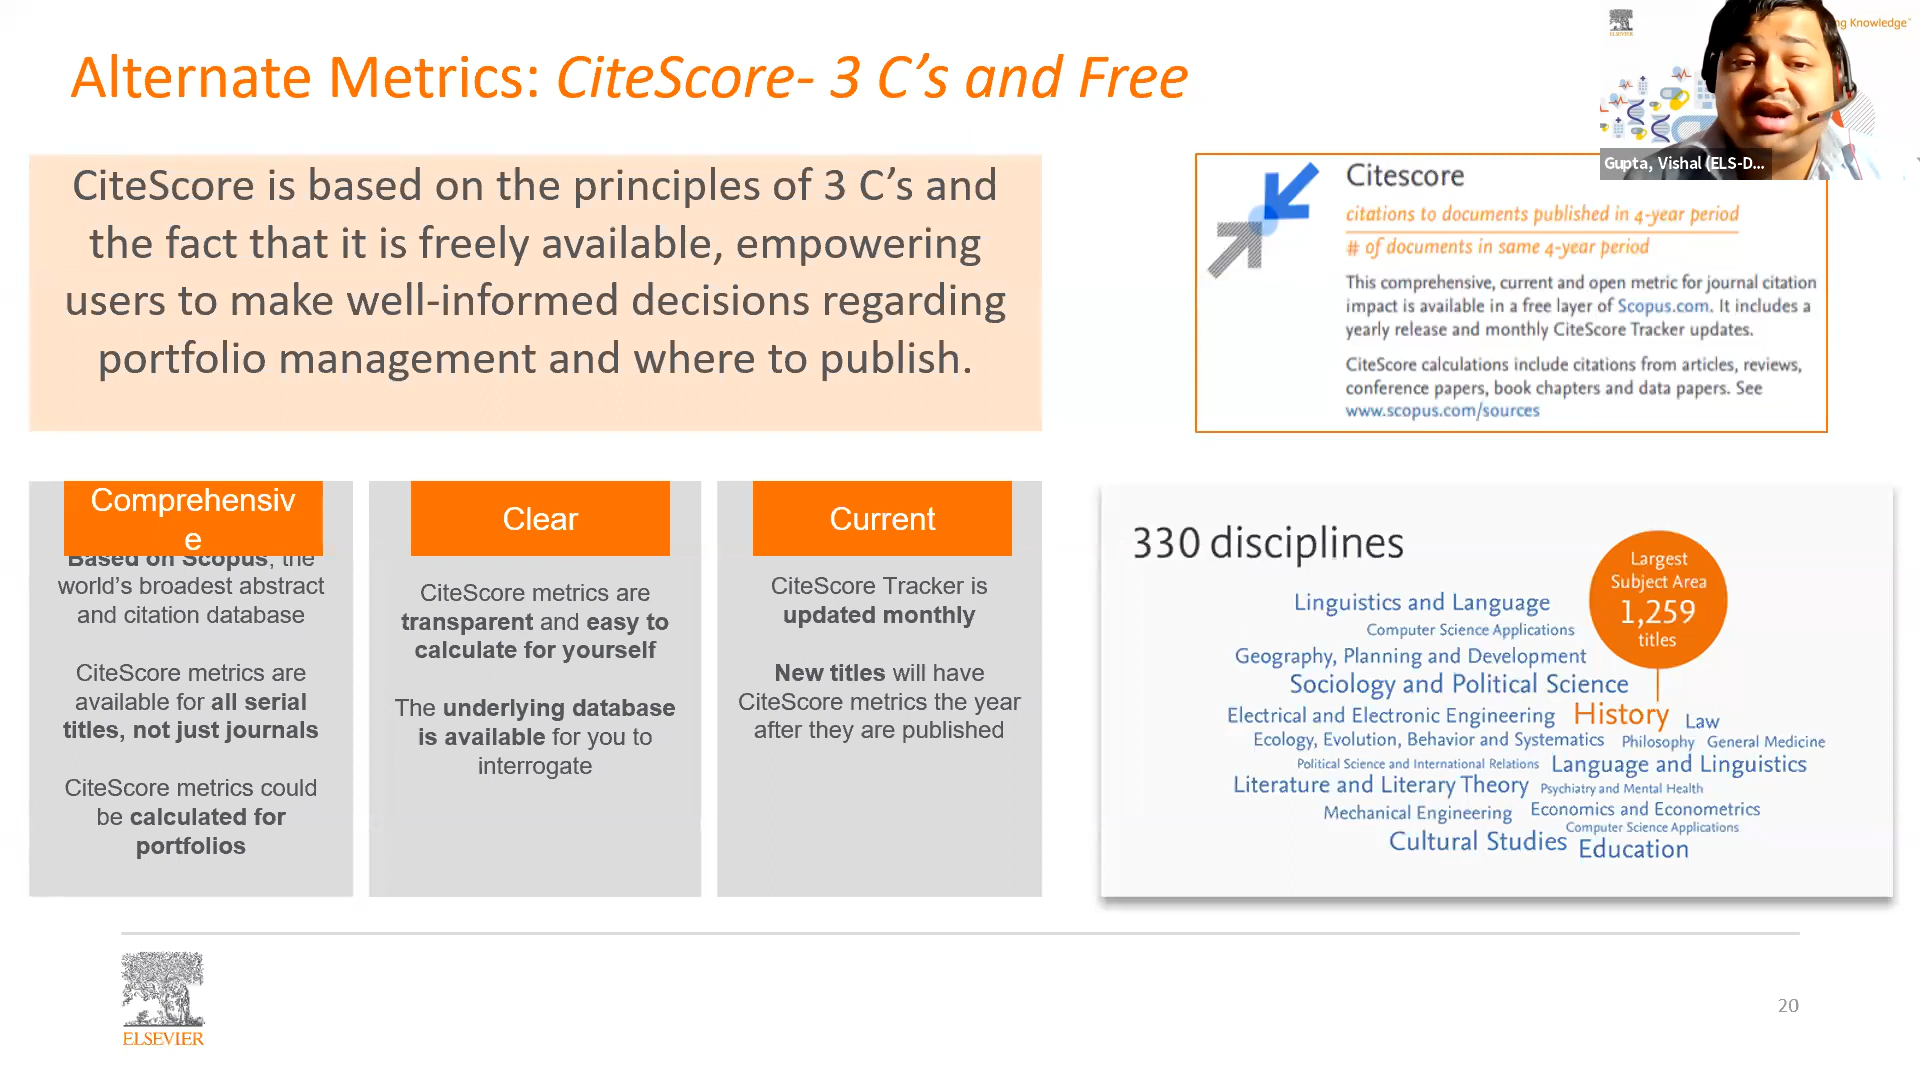 Alternate Metrics: CiteScore- 3 C’s and Free
CiteScore is based on the principles of 3 C’s and
the fact that it is freely available, empowering
users to make well-informed decisions regarding
portfolio management and where to publish.
Comprehensiv
e
Based on Scopus, the
world’s broadest abstract
and citation database
CiteScore metrics are
available for all serial
titles, not just journals
CiteScore metrics could
be calculated for
portfolios
Clear
CiteScore metrics are
transparent and easy to
calculate for yourself
The underlying database
is available for you to
interrogate
Current
CiteScore Tracker is
updated monthly
New titles will have
CiteScore metrics the year
after they are published
ELSEVIER
Knowledge™
Gupta, Vishal (ELS-D...
Citescore
citations to documents published in 4-year period
# of documents in same 4-year period
This comprehensive, current and open metric for journal citation
impact is available in a free layer of Scopus.com. It includes a
yearly release and monthly CiteScore Tracker updates.
CiteScore calculations include citations from articles, reviews,
conference papers, book chapters and data papers. See
www.scopus.com/sources
330 disciplines
Largest
Subject Area
1,259
titles
Linguistics and Language
Computer Science Applications
Geography, Planning and Development
Sociology and Political Science
Electrical and Electronic Engineering History Law
Ecology, Evolution, Behavior and Systematics Philosophy General Medicine
Political Science and International Relations Language and Linguistics
Literature and Literary Theory Psychiatry and Mental Health
Mechanical Engineering Economics and Econometrics
Computer Science Applications
Cultural Studies Education
ELSEVIER
20